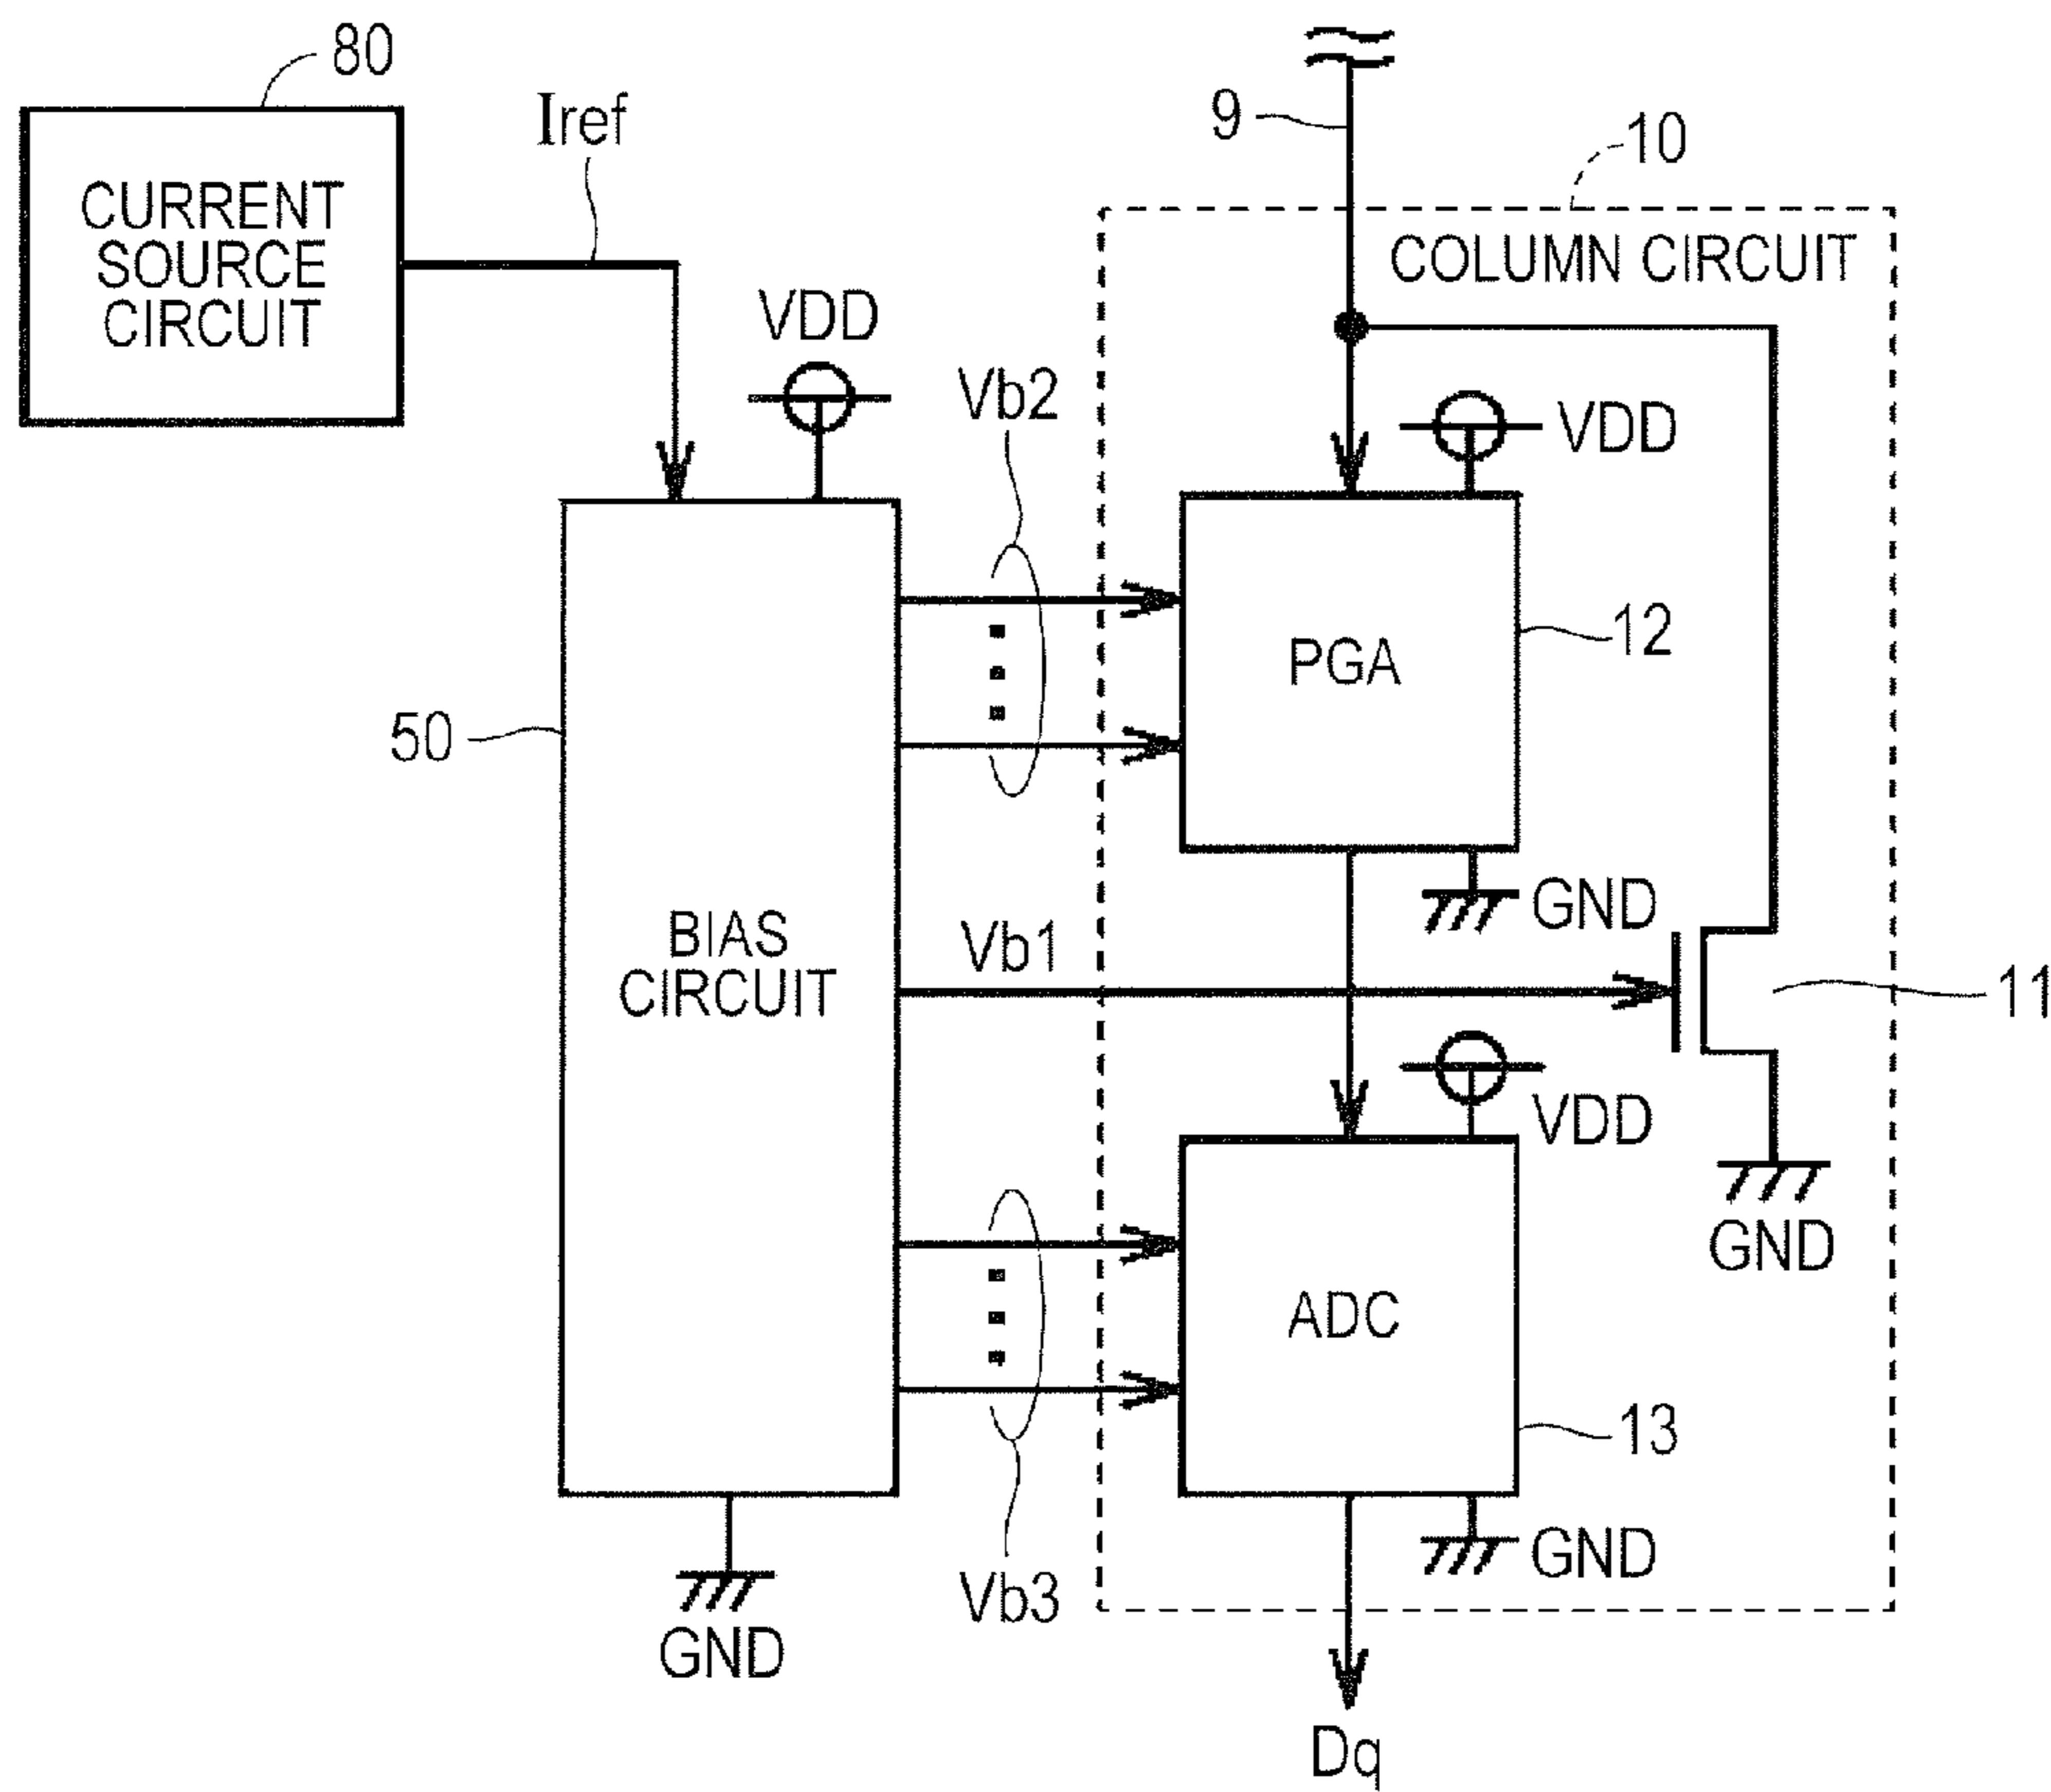 80
Iref
9
10
CURRENT
SOURCE
CIRCUIT
COLUMN CIRCUIT
VDD
Vb2
VDD
12
PGA
50
GND
BIAS
CIRCUIT
Vb1
11
VDD
GND
ADC
13
GND
Vb3
GND
Dq